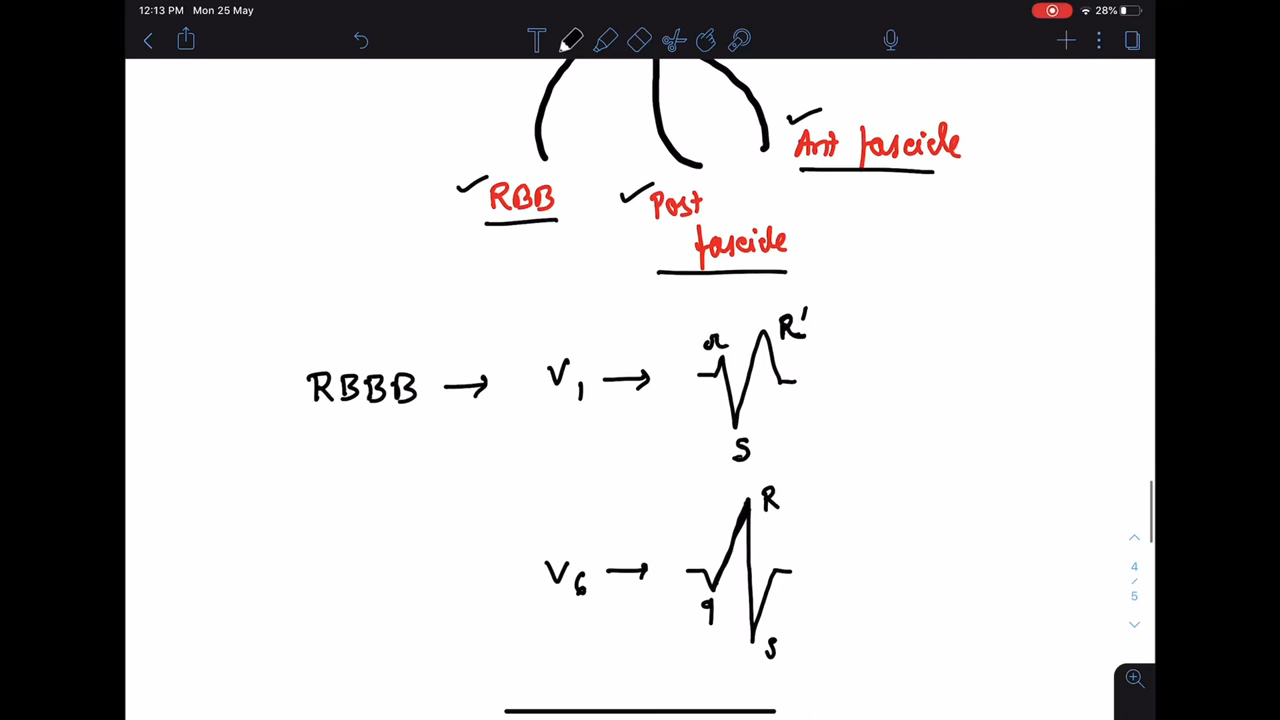 12:13 PM Mon 25 May
28%
T
Ant fascicle
RBB
Post
fascicle
r
R'
RBBB → V1 →
S
R
V6 →
q
S
4
/
5